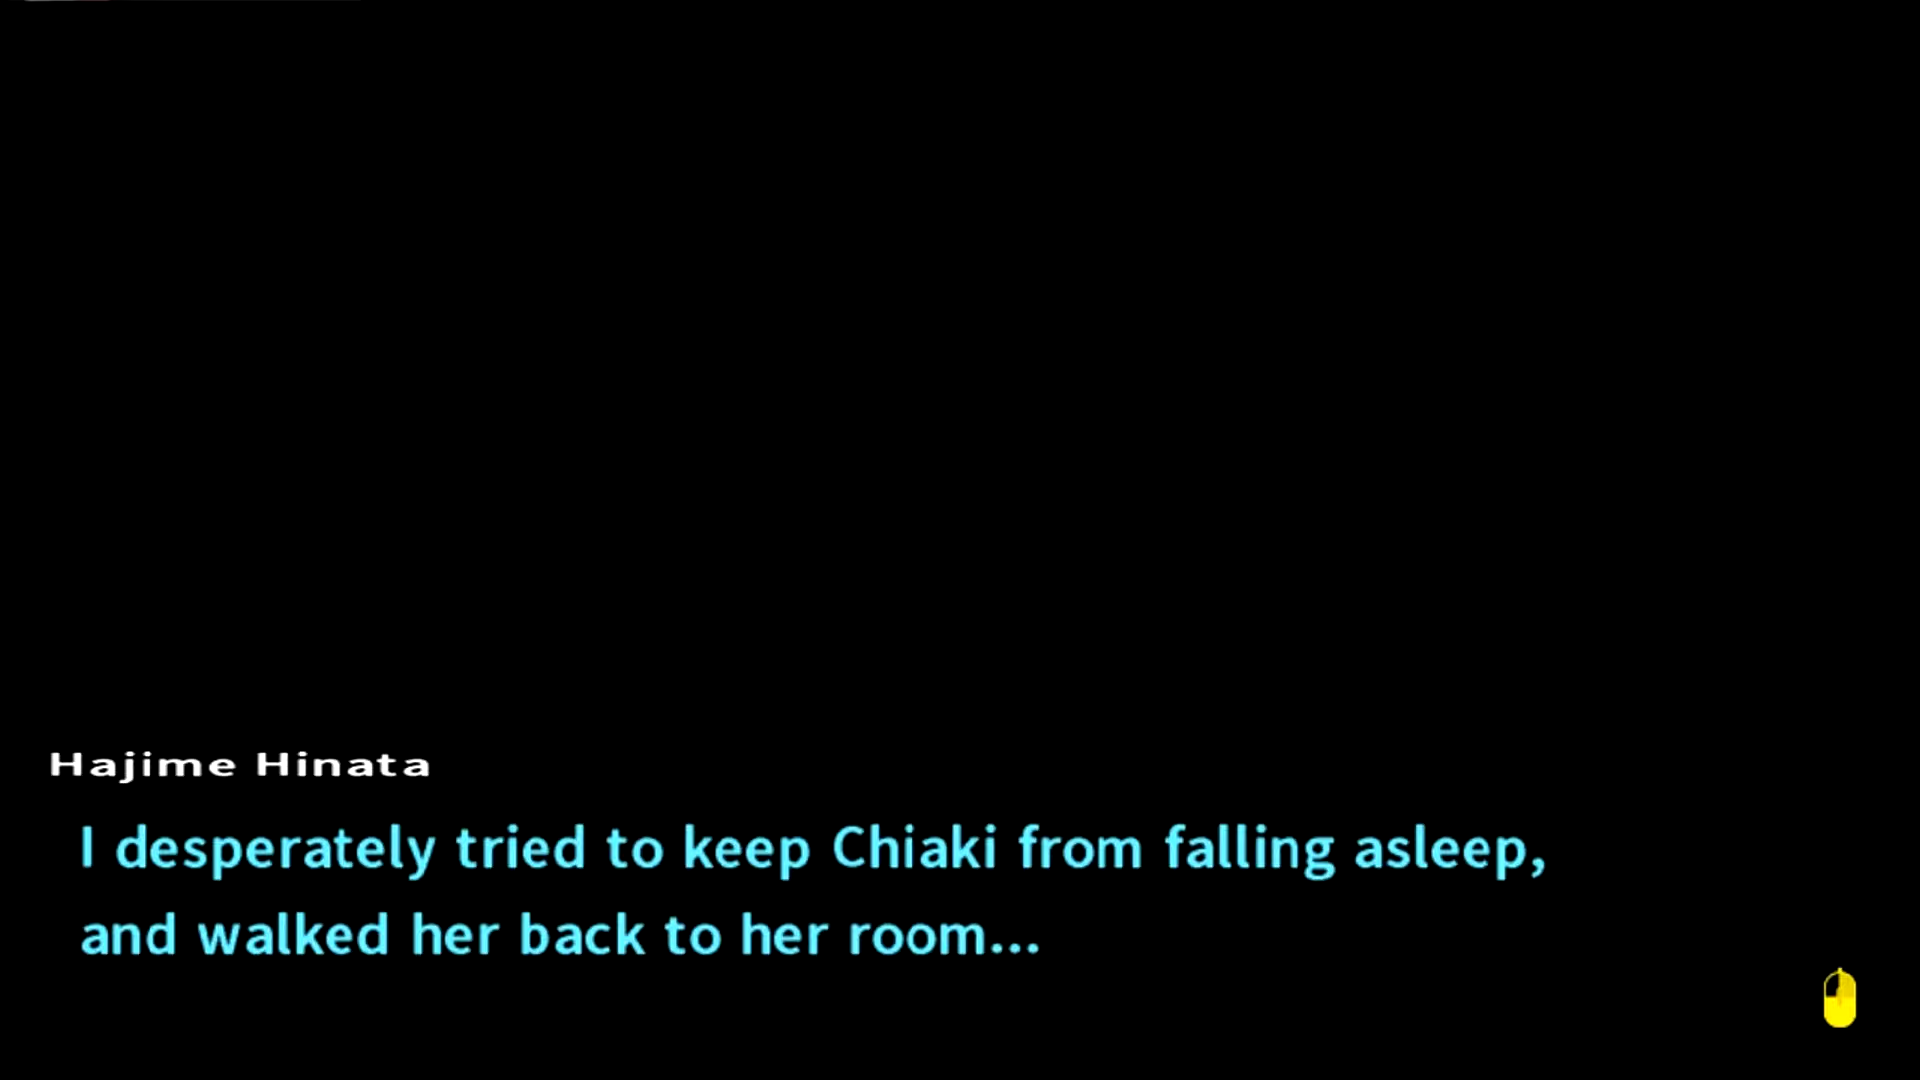 Hajime Hinata
I desperately tried to keep Chiaki from falling asleep,
and walked her back to her room...